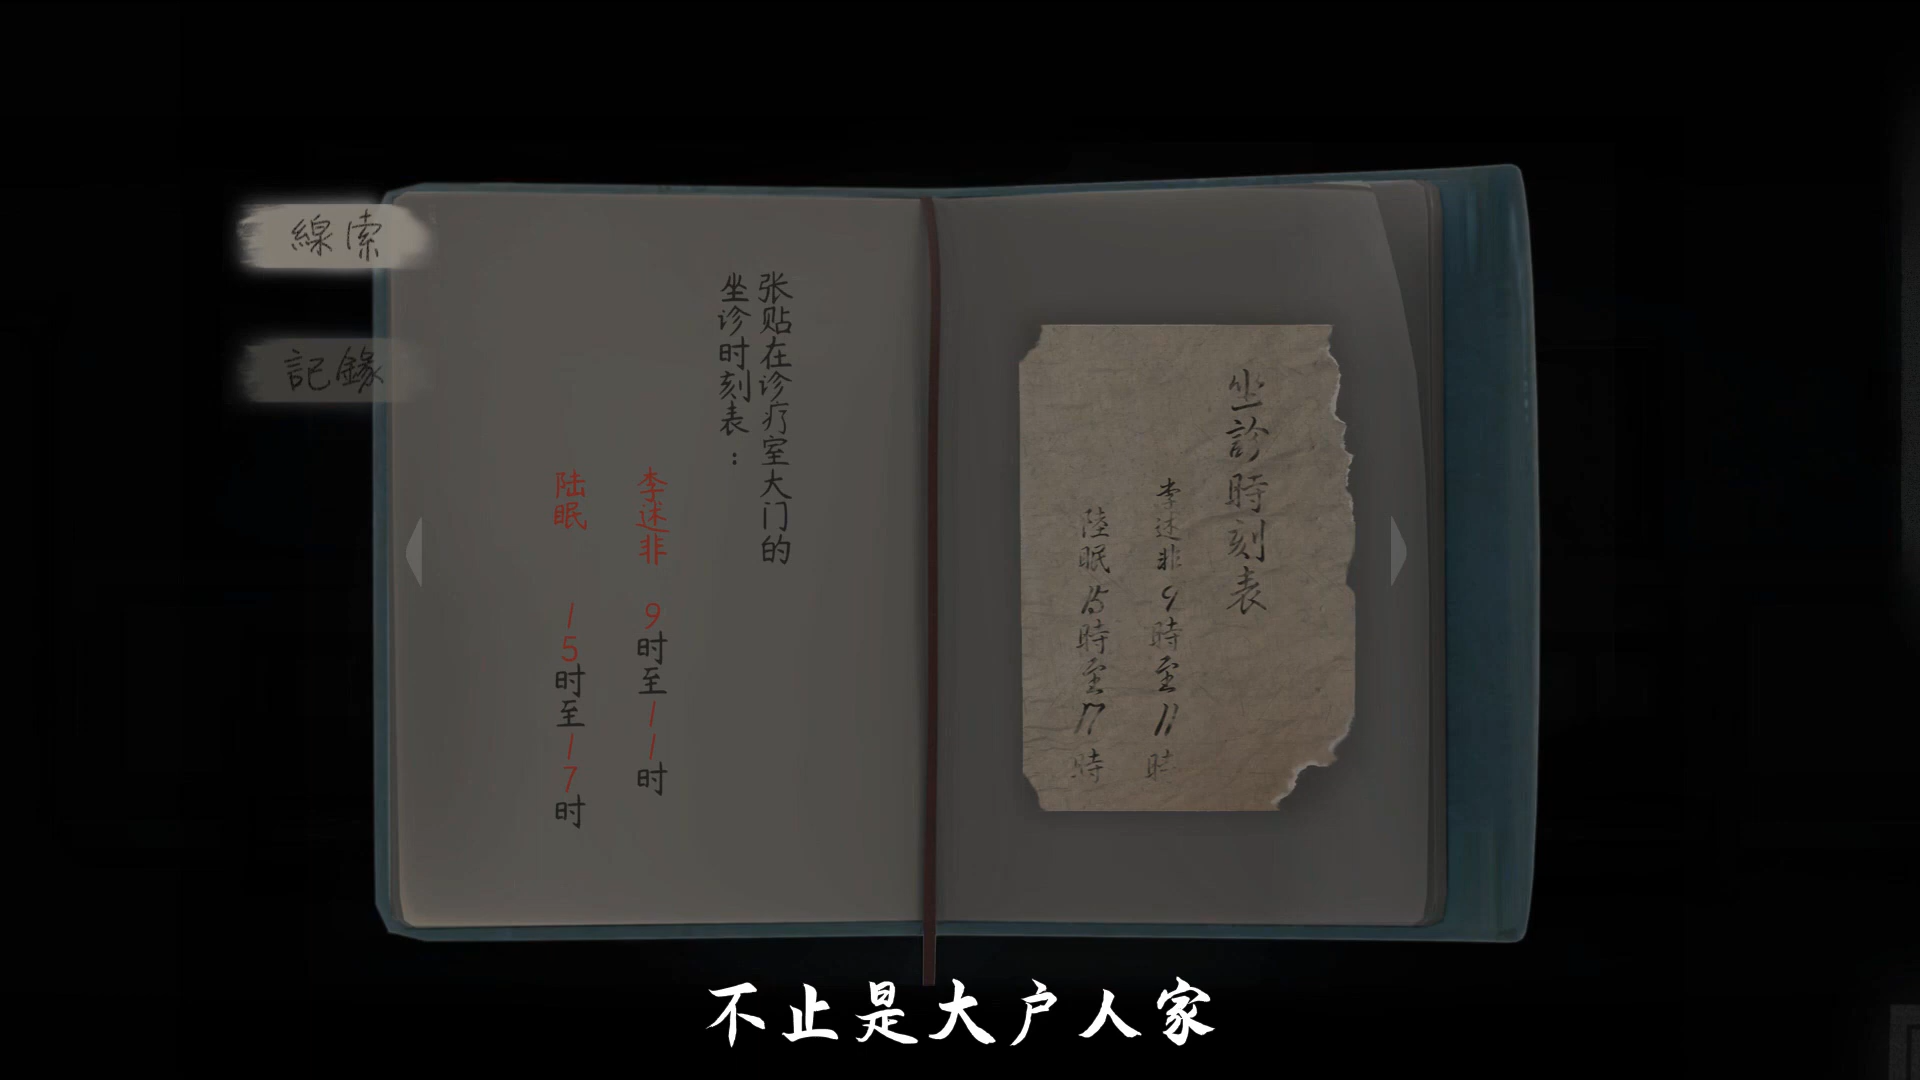 線索
記錄
张贴在诊疗室大门的
坐诊时刻表：
李述非 9时至11时
陆眠 15时至17时
坐診時刻表
李述非9時至11時
陸眠15時至17時
不止是大户人家